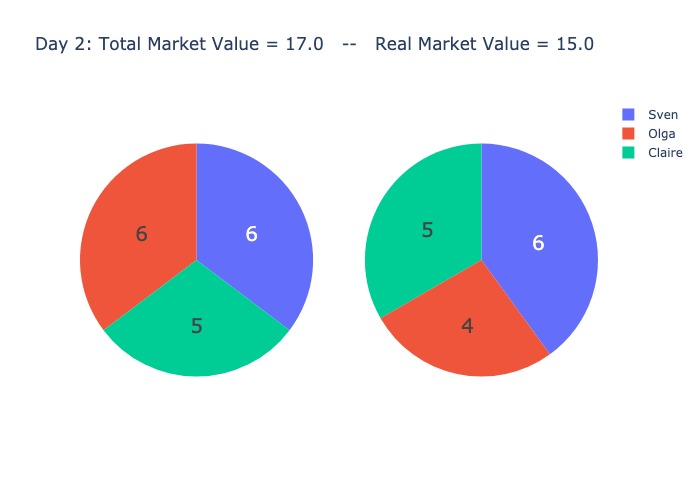 Day 2: Total Market Value = 17.0 -- Real Market Value = 15.0
Sven
Olga
Claire
6
6
5
5
6
4